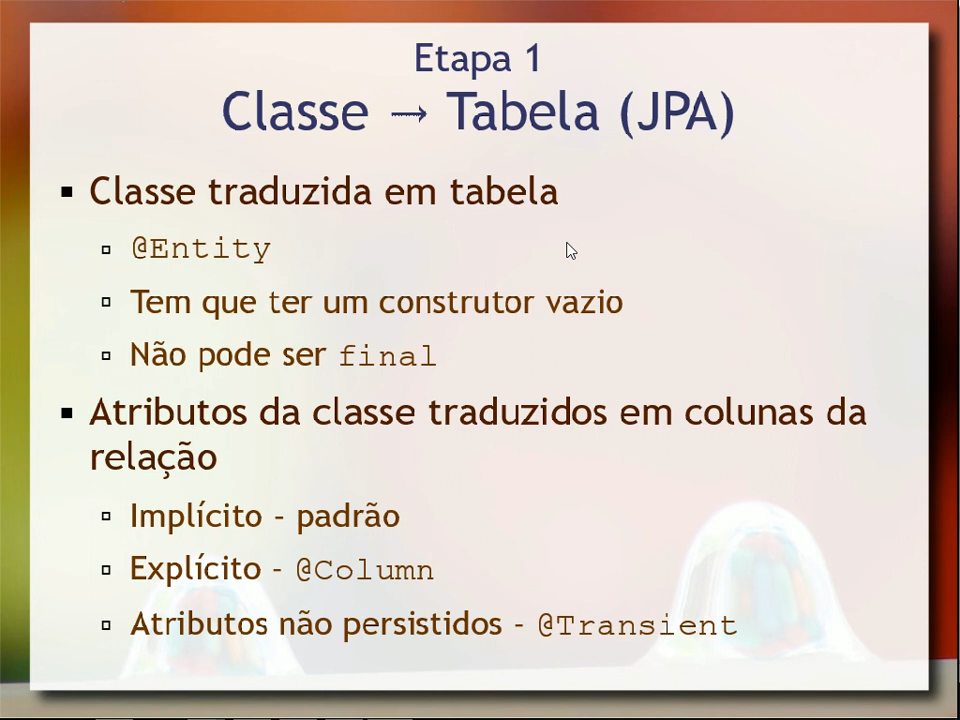 Etapa 1
Classe → Tabela (JPA)
Classe traduzida em tabela
@Entity
Tem que ter um construtor vazio
Não pode ser final
Atributos da classe traduzidos em colunas da
relação
Implícito – padrão
Explícito – @Column
Atributos não persistidos - @Transient